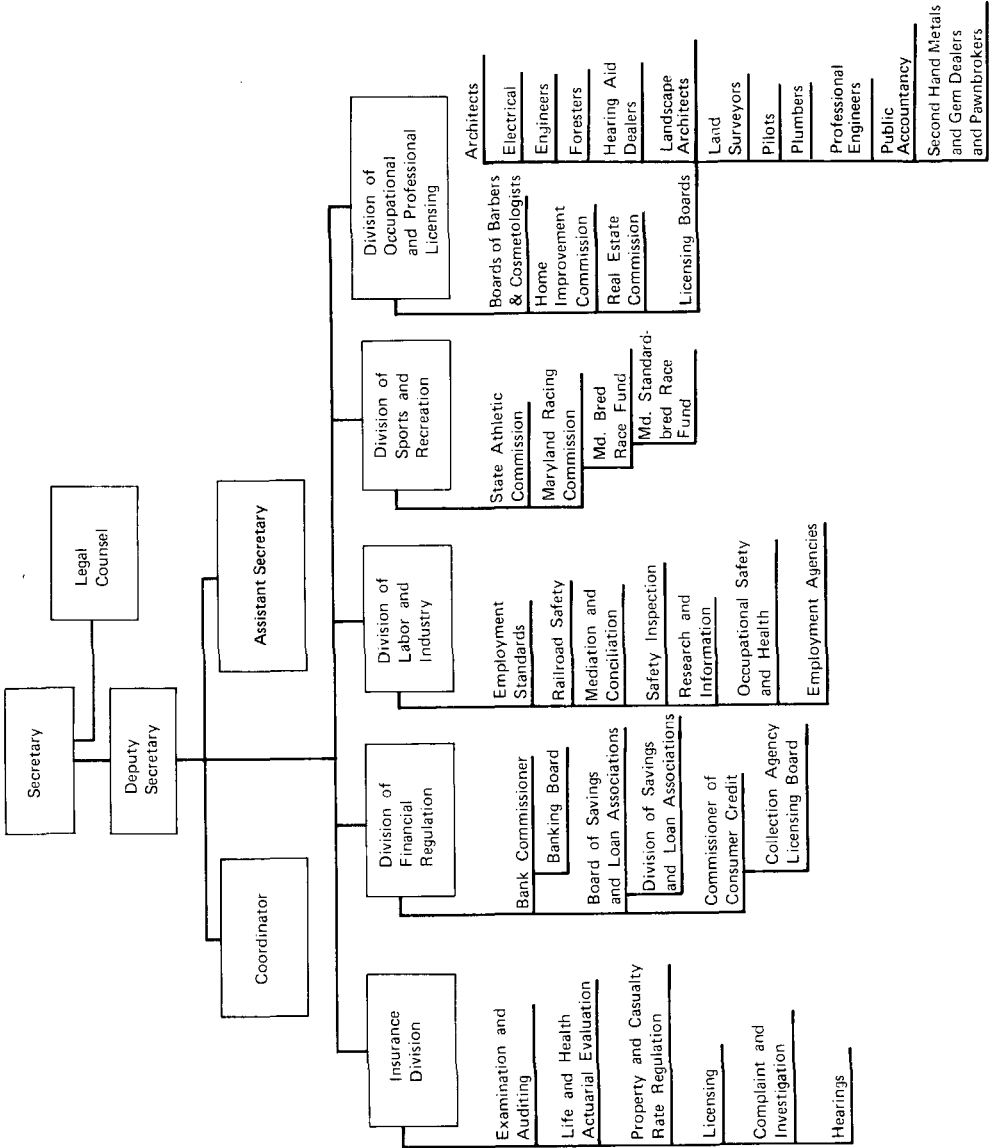 Secretary
Legal
Counsel
Deputy
Secretary
Coordinator
Assistant Secretary
Insurance
Division
Examination and
Auditing
Life and Health
Actuarial Evaluation
Property and Casualty
Rate Regulation
Licensing
Complaint and
Investigation
Hearings
Division of
Financial
Regulation
Bank Commissioner
Banking Board
Board of Savings
and Loan Associations
Division of Savings
and Loan Associations
Commissioner of
Consumer Credit
Collection Agency
Licensing Board
Division of
Labor and
Industry
Employment
Standards
Railroad Safety
Mediation and
Conciliation
Safety Inspection
Research and
Information
Occupational Safety
and Health
Employment Agencies
Division of
Sports and
Recreation
State Athletic
Commission
Maryland Racing
Commission
Md. Bred
Race Fund
Md. Standard-
bred Race
Fund
Division of
Occupational
and Professional
Licensing
Boards of Barbers
& Cosmetologists
Home
Improvement
Commission
Real Estate
Commission
Licensing Boards
Architects
Electrical
Engineers
Foresters
Hearing Aid
Dealers
Landscape
Architects
Land
Surveyors
Pilots
Plumbers
Professional
Engineers
Public
Accountancy
Second Hand Metals
and Gem Dealers
and Pawnbrokers